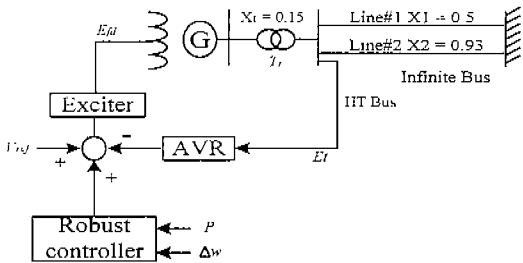 Efd
G
Xt = 0.15
Line#1 X1 = 0 5
Line#2 X2 = 0.93
Infinite Bus
HT Bus
Exciter
Vref
+
-
+
AVR
Et
Robust
controller
P
Δw